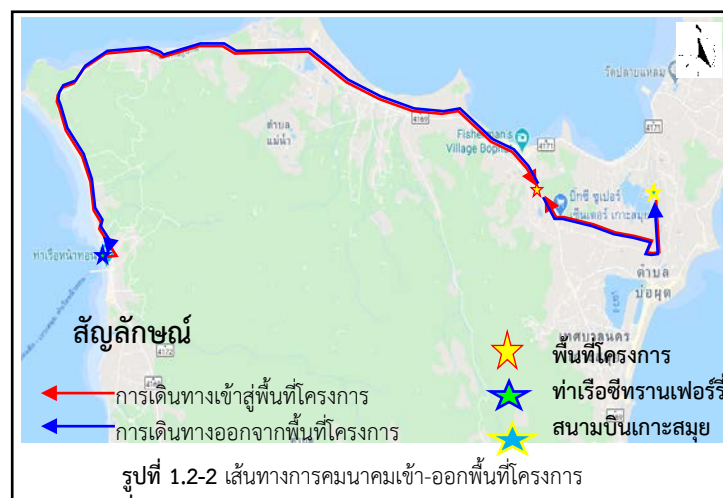 วัดปลายแหลม
4169
4171
4171
ตำบล
แม่น้ำ
Fisherman's
Village Bophut
บิ๊กซี ซูเปอร์
เซ็นเตอร์ เกาะสมุย
ท่าเรือหน้าทอน
ตำบล
บ่อผุด
เทศบาลนคร
สัญลักษณ์
4172
พื้นที่โครงการ
การเดินทางเข้าสู่พื้นที่โครงการ
ท่าเรือซีทรานเฟอร์รี่
การเดินทางออกจากพื้นที่โครงการ
สนามบินเกาะสมุย
รูปที่ 1.2-2 เส้นทางการคมนาคมเข้า-ออกพื้นที่โครงการ